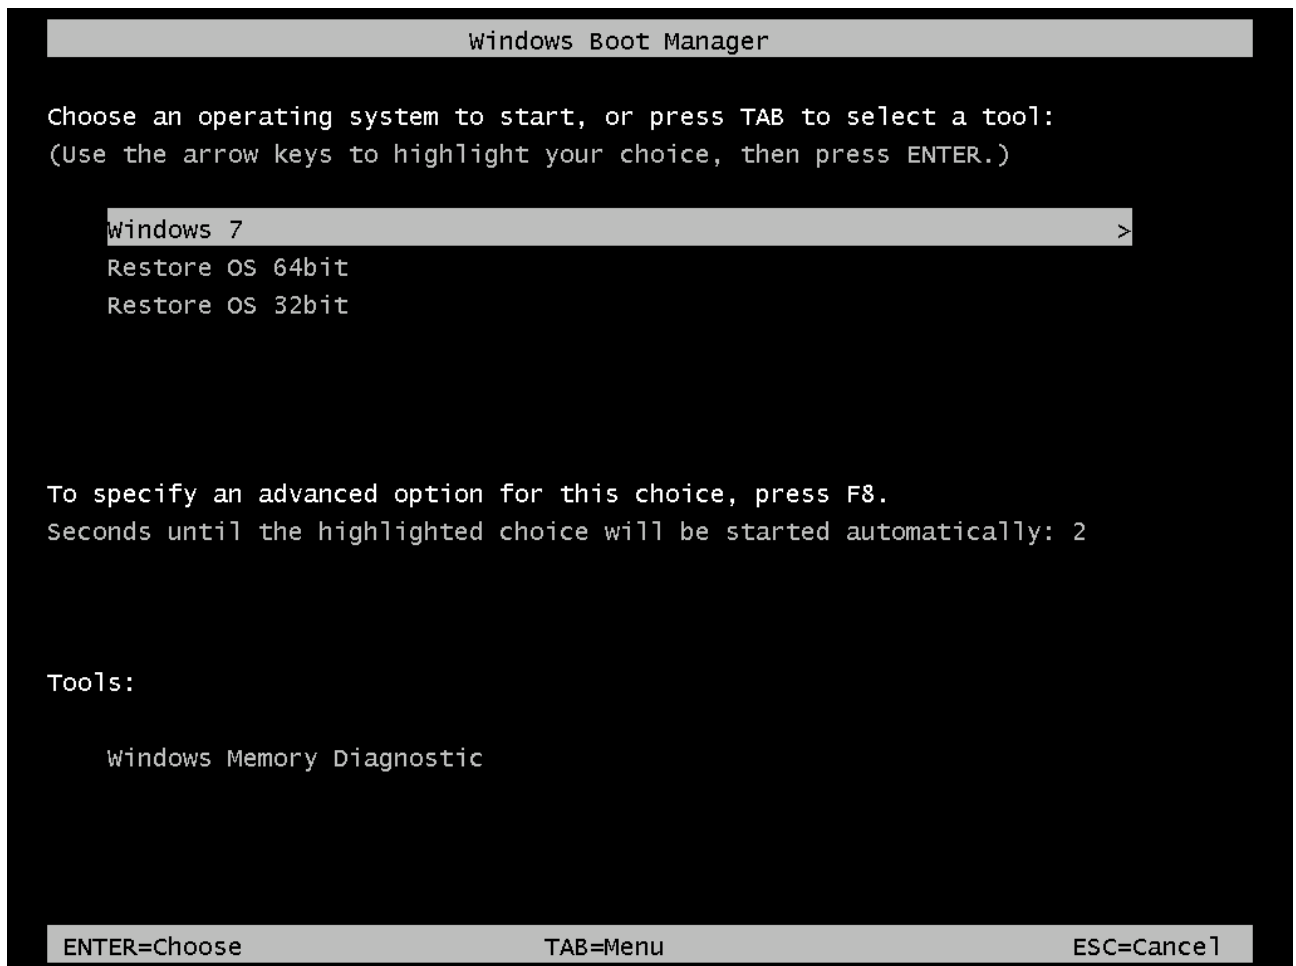 Windows Boot Manager
Choose an operating system to start, or press TAB to select a tool:
(Use the arrow keys to highlight your choice, then press ENTER.)
Windows 7 >
Restore OS 64bit
Restore OS 32bit
To specify an advanced option for this choice, press F8.
Seconds until the highlighted choice will be started automatically: 2
Tools:
Windows Memory Diagnostic
ENTER=Choose TAB=Menu ESC=Cancel